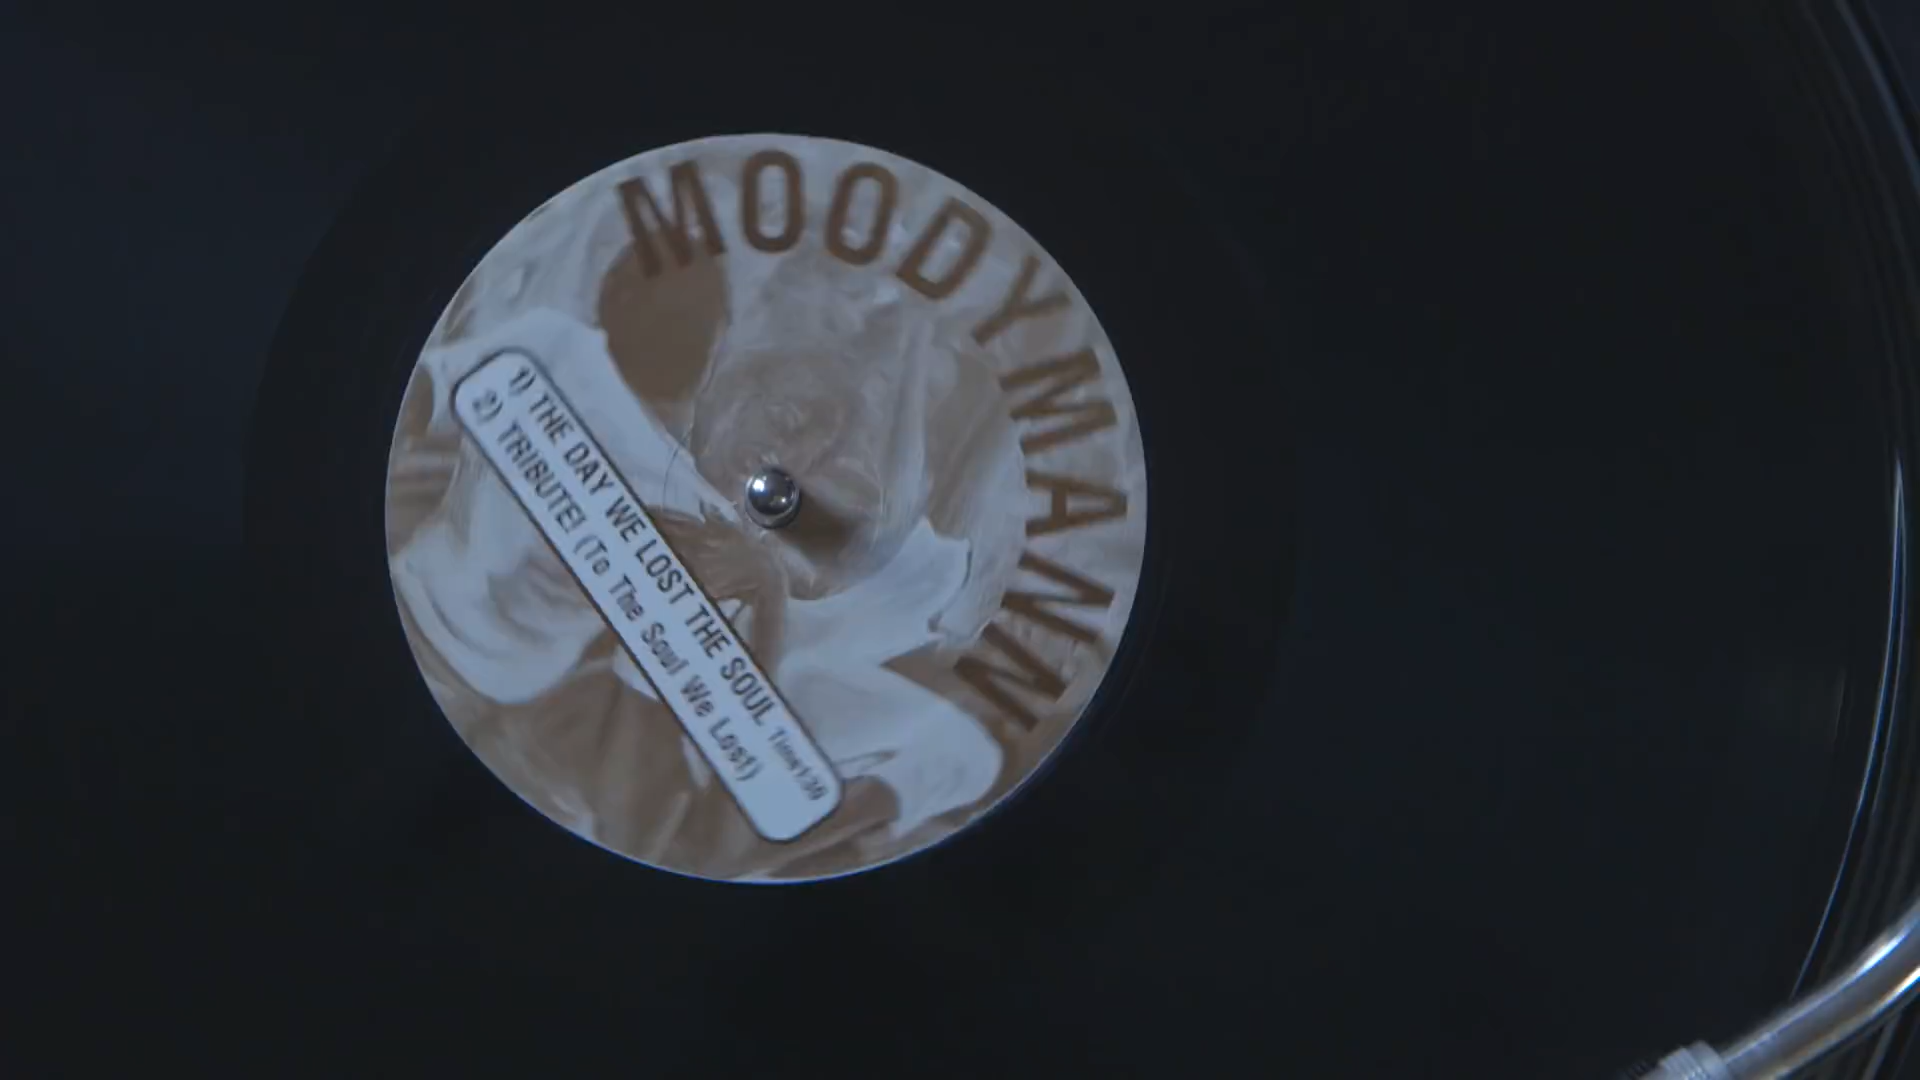 MOODYMANN
1) THE DAY WE LOST THE SOUL
2) TRIBUTE! (To The Soul We Lost)